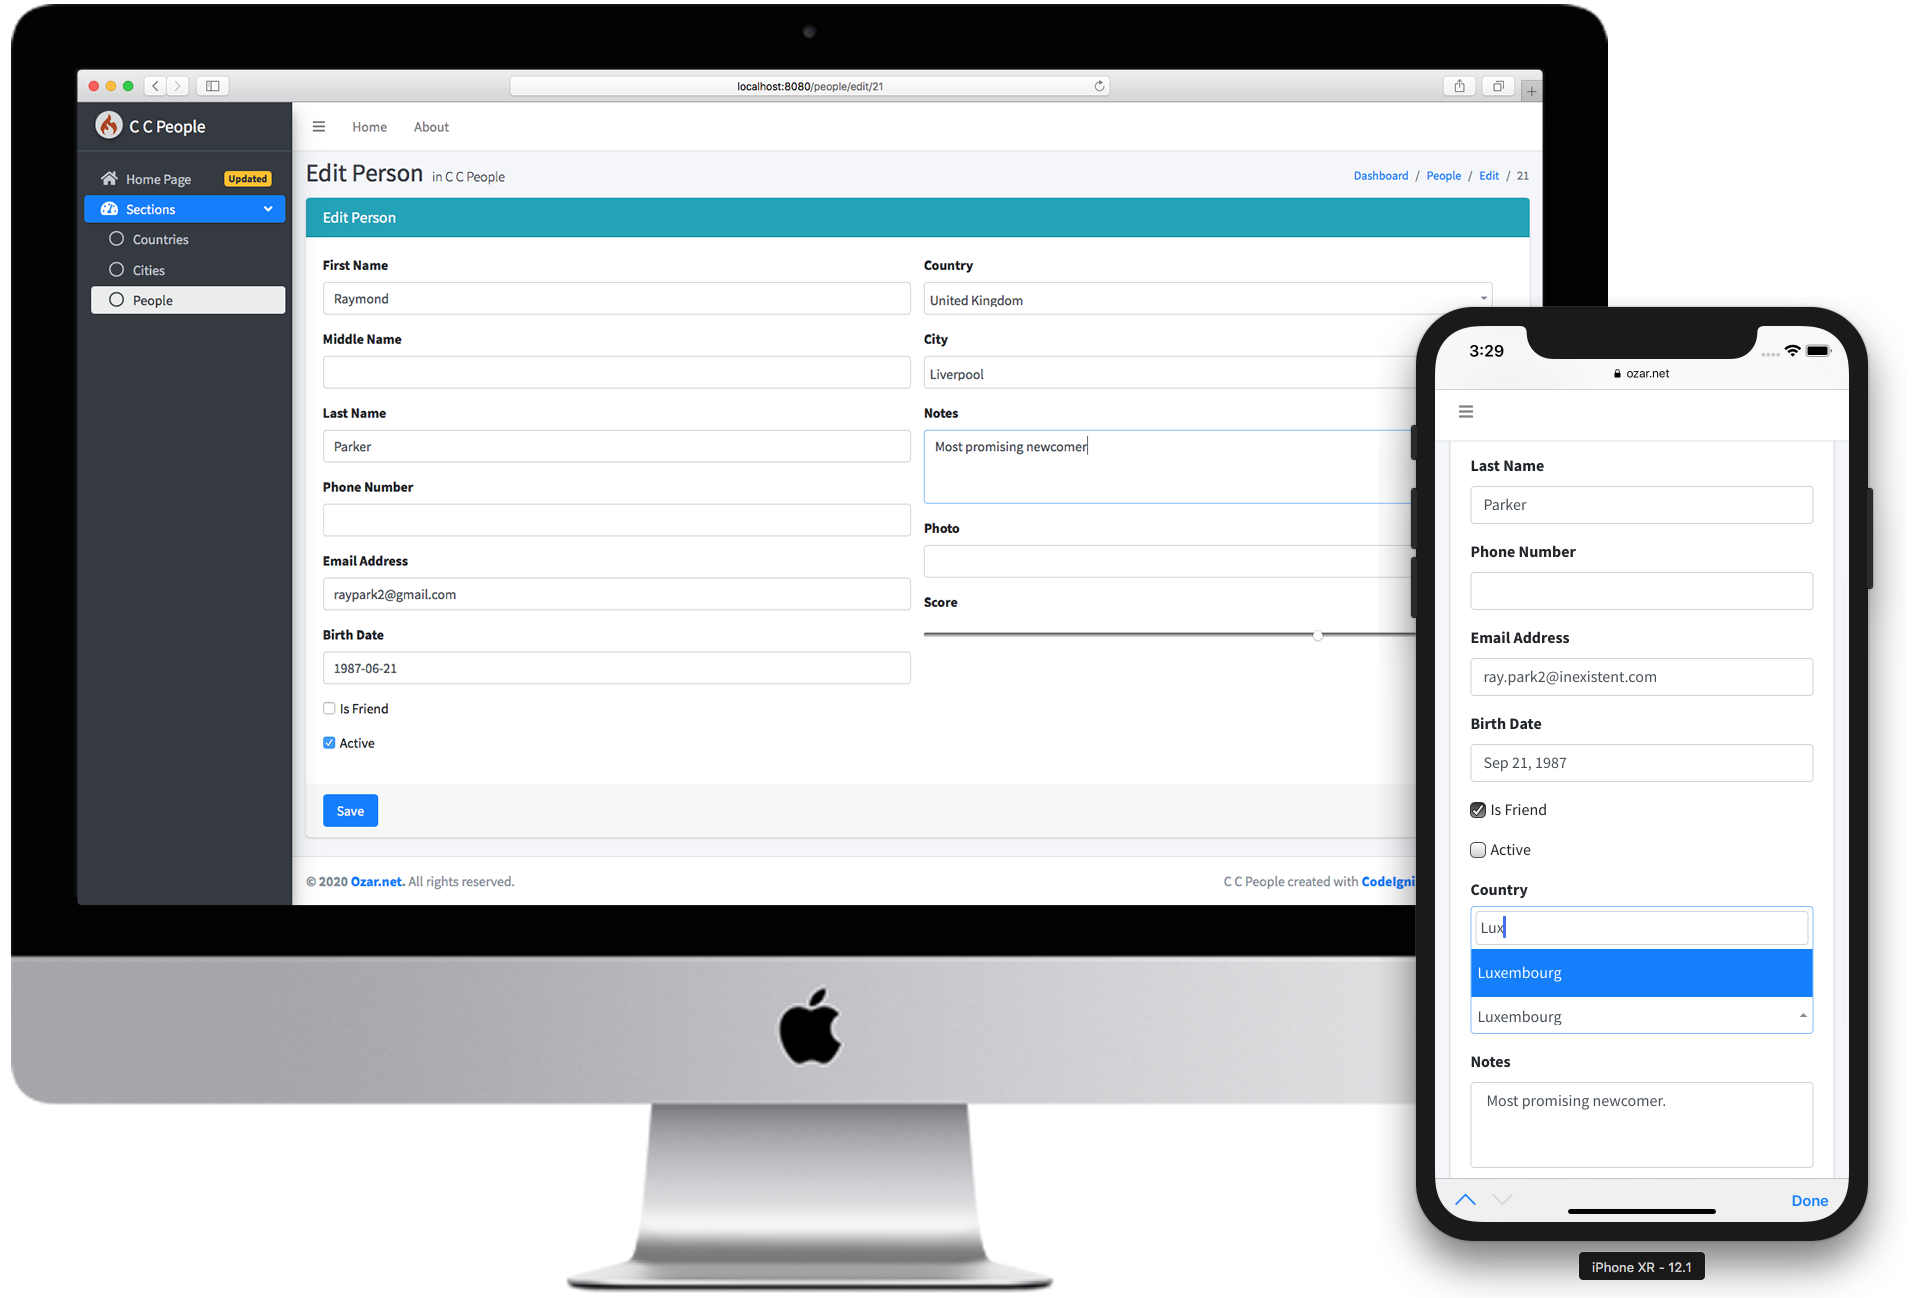 localhost:8080/people/edit/21
C C People
Home
About
Home Page
Updated
Sections
Countries
Cities
People
Edit Person in C C People
Dashboard / People / Edit / 21
Edit Person
First Name
Raymond
Middle Name
Last Name
Parker
Phone Number
Email Address
raypark2@gmail.com
Birth Date
1987-06-21
Is Friend
Active
Save
Country
United Kingdom
City
Liverpool
Notes
Most promising newcomer
Photo
Score
© 2020 Ozar.net. All rights reserved.
C C People created with CodeIgni
3:29
ozar.net
Last Name
Parker
Phone Number
Email Address
ray.park2@inexistent.com
Birth Date
Sep 21, 1987
Is Friend
Active
Country
Lux
Luxembourg
Luxembourg
Notes
Most promising newcomer.
Done
iPhone XR - 12.1